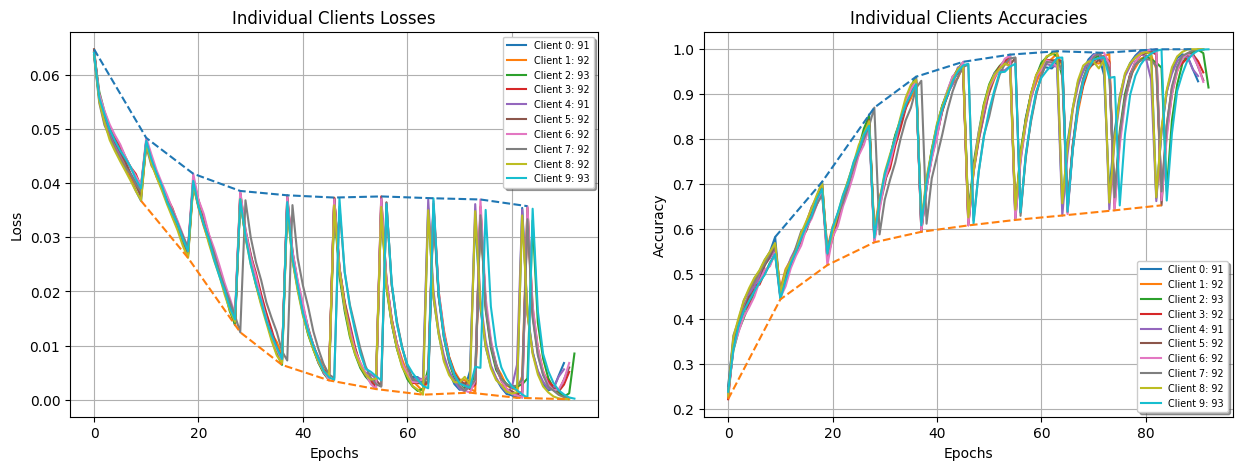 Individual Clients Losses
Loss
0.06
0.05
0.04
0.03
0.02
0.01
0.00
0
20
40
60
80
Epochs
Client 0: 91
Client 1: 92
Client 2: 93
Client 3: 92
Client 4: 91
Client 5: 92
Client 6: 92
Client 7: 92
Client 8: 92
Client 9: 93
Individual Clients Accuracies
Accuracy
1.0
0.9
0.8
0.7
0.6
0.5
0.4
0.3
0.2
0
20
40
60
80
Epochs
Client 0: 91
Client 1: 92
Client 2: 93
Client 3: 92
Client 4: 91
Client 5: 92
Client 6: 92
Client 7: 92
Client 8: 92
Client 9: 93